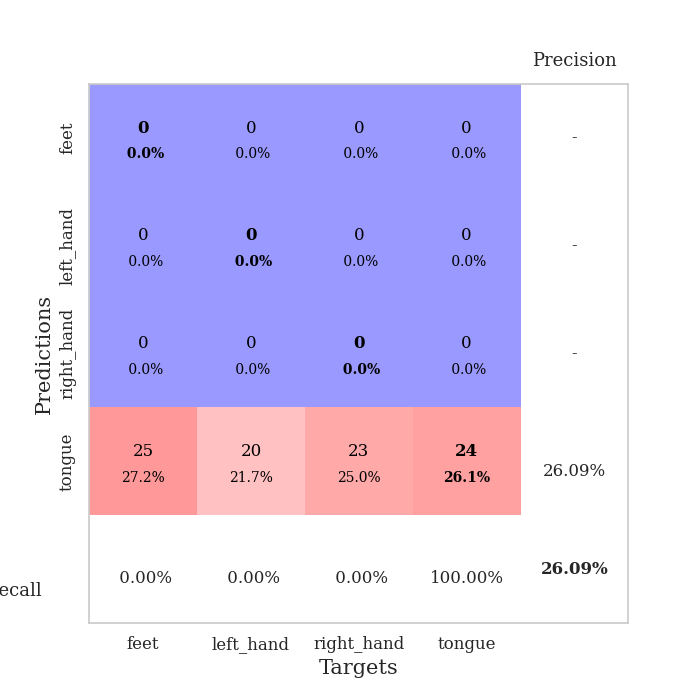 Precision
feet
0 0 0 0 -
0.0% 0.0% 0.0% 0.0%
left_hand
0 0 0 0 -
0.0% 0.0% 0.0% 0.0%
Predictions
right_hand
0 0 0 0 -
0.0% 0.0% 0.0% 0.0%
tongue
25 20 23 24
27.2% 21.7% 25.0% 26.1%
26.09%
0.00% 0.00% 0.00% 100.00%
26.09%
ecall
feet left_hand right_hand tongue
Targets